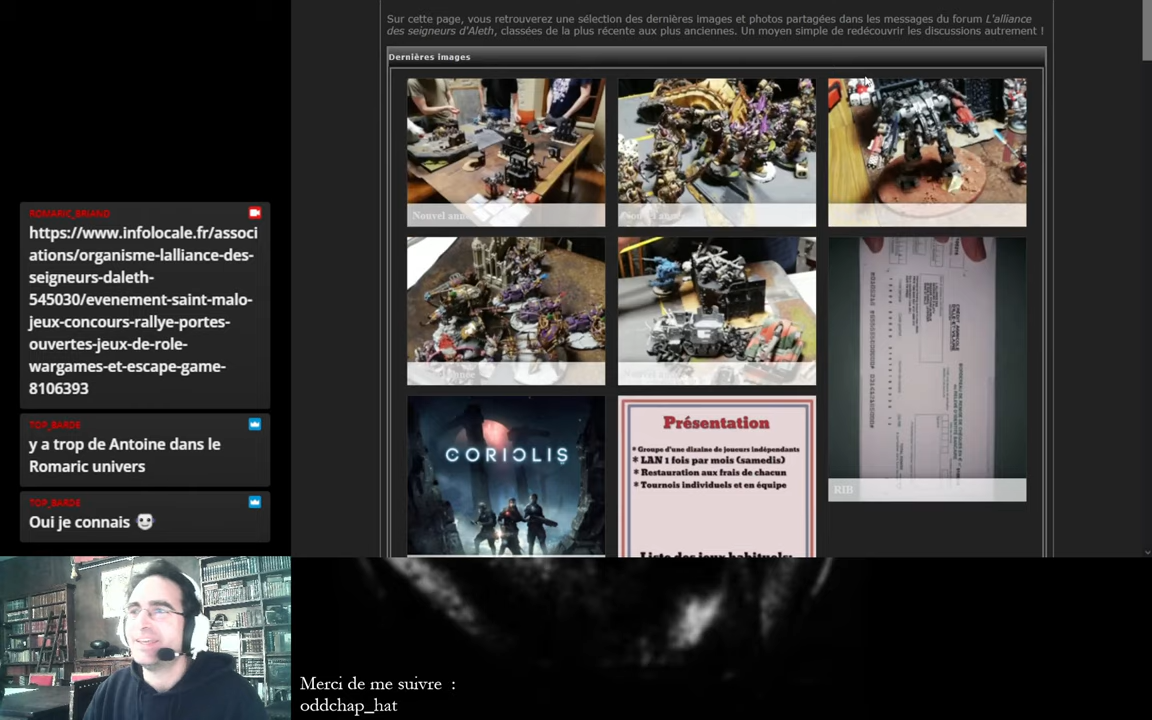 Sur cette page, vous retrouverez une sélection des dernières images et photos partagées dans les messages du forum L'alliance
des seigneurs d'Aleth, classées de la plus récente aux plus anciennes. Un moyen simple de redécouvrir les discussions autrement !
Dernières images
Nouvel
RIB
CORIOLIS
Présentation
* Groupe d'une dizaine de joueurs indépendants
* LAN 1 fois par mois (samedis)
* Restauration aux frais de chacun
* Tournois individuels et en équipe
Liste des jeux habituels:
ROMARIC_BRIAND
https://www.infolocale.fr/associ
ations/organisme-lalliance-des-
seigneurs-daleth-
545030/evenement-saint-malo-
jeux-concours-rallye-portes-
ouvertes-jeux-de-role-
wargames-et-escape-game-
8106393
TOP_BARDE
y a trop de Antoine dans le
Romaric univers
TOP_BARDE
Oui je connais
Merci de me suivre :
oddchap_hat